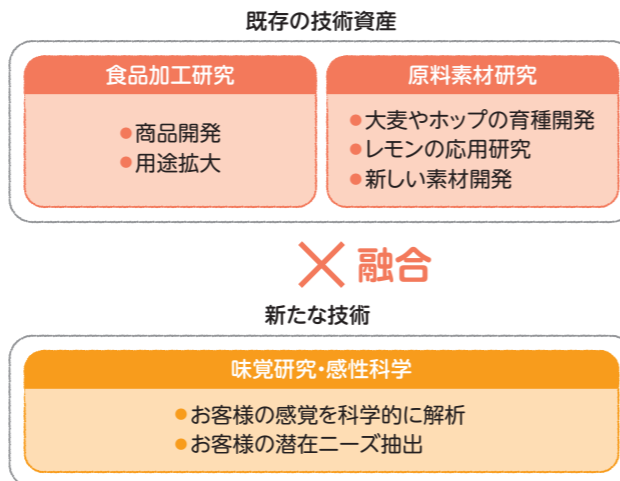 既存の技術資産
食品加工研究
●商品開発
●用途拡大
原料素材研究
●大麦やホップの育種開発
●レモンの応用研究
●新しい素材開発
×融合
新たな技術
味覚研究・感性科学
●お客様の感覚を科学的に解析
●お客様の潜在ニーズ抽出